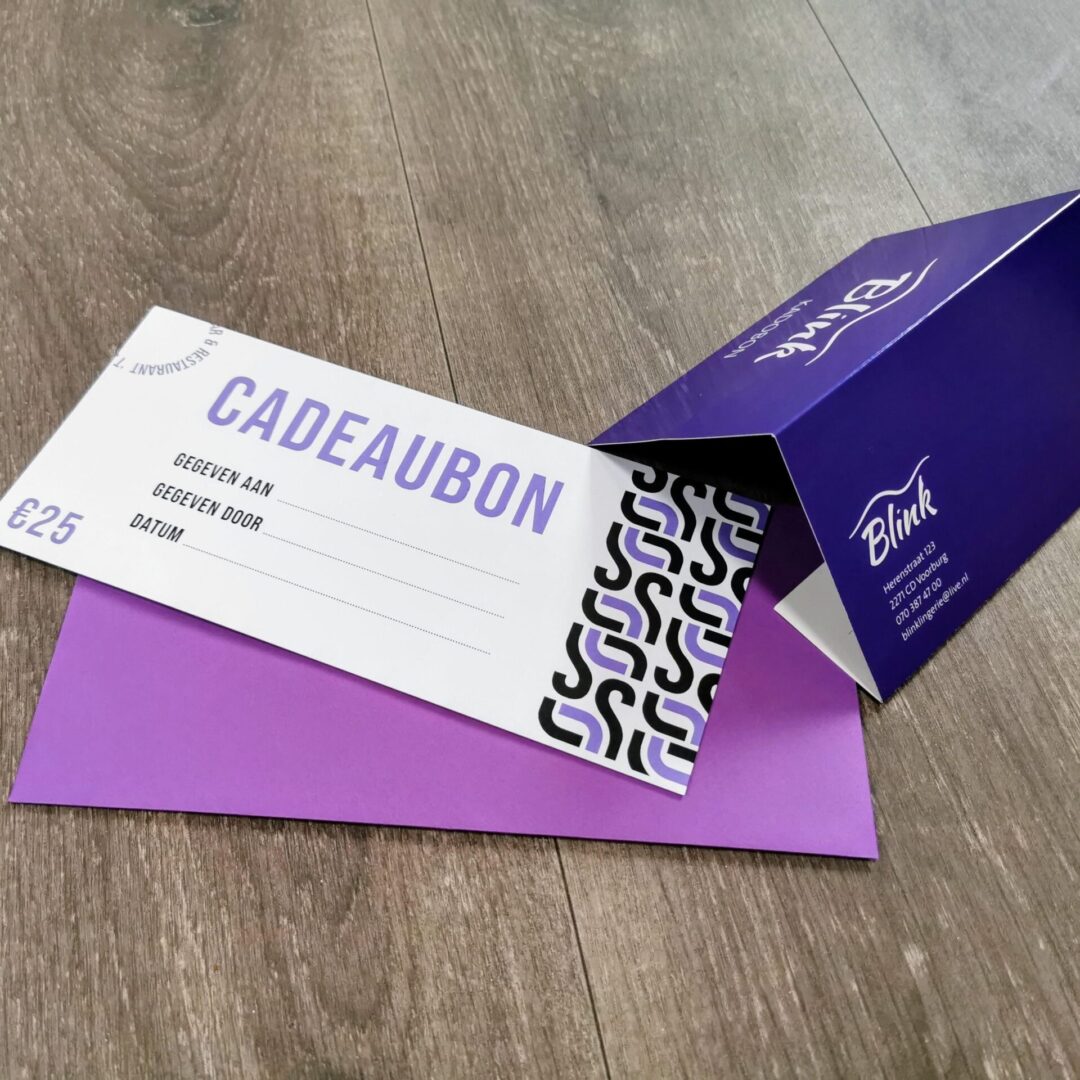 & RESTAURANT
CADEAUBON
GEGEVEN AAN
GEGEVEN DOOR
DATUM
€25
Blink
KADOBON
Blink
Herenstraat 123
2271 CD Voorburg
070 387 47 00
blinklingerie@live.nl